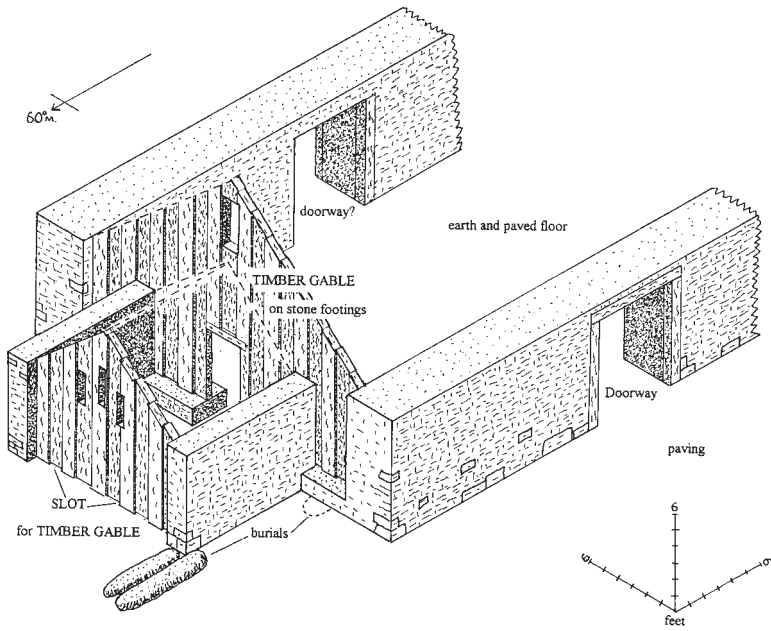 60°M.
doorway?
earth and paved floor
TIMBER GABLE
on stone footings
Doorway
paving
SLOT
for TIMBER GABLE
burials
6
6
6
feet